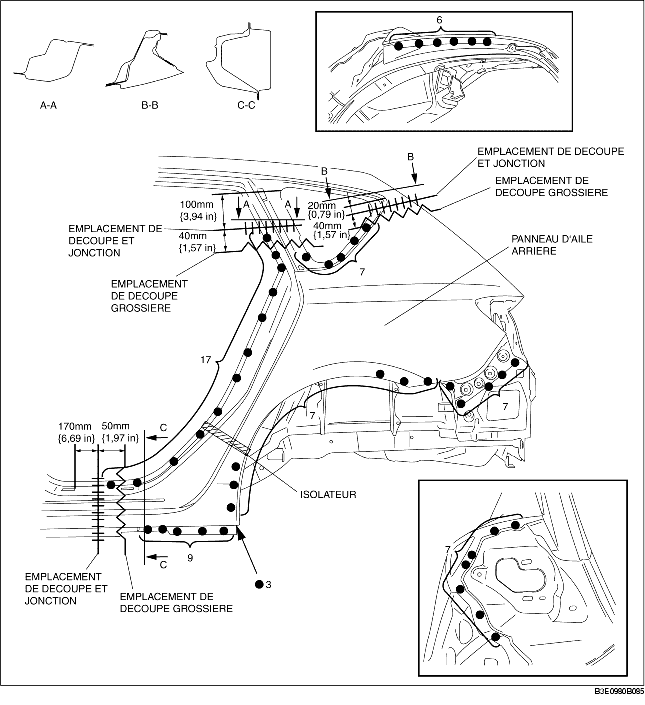 6
A-A
B-B
C-C
B
B
EMPLACEMENT DE DECOUPE
ET JONCTION
EMPLACEMENT DE
DECOUPE GROSSIERE
100mm
{3,94 in}
A
A
20mm
{0,79 in}
40mm
{1,57 in}
40mm
{1,57 in}
EMPLACEMENT DE
DECOUPE ET
JONCTION
PANNEAU D'AILE
ARRIERE
7
EMPLACEMENT
DE DECOUPE
GROSSIERE
17
7
7
170mm
{6,69 in}
50mm
{1,97 in}
C
ISOLATEUR
9
C
3
7
EMPLACEMENT
DE DECOUPE ET
JONCTION
EMPLACEMENT DE
DECOUPE GROSSIERE
B3E0980B085